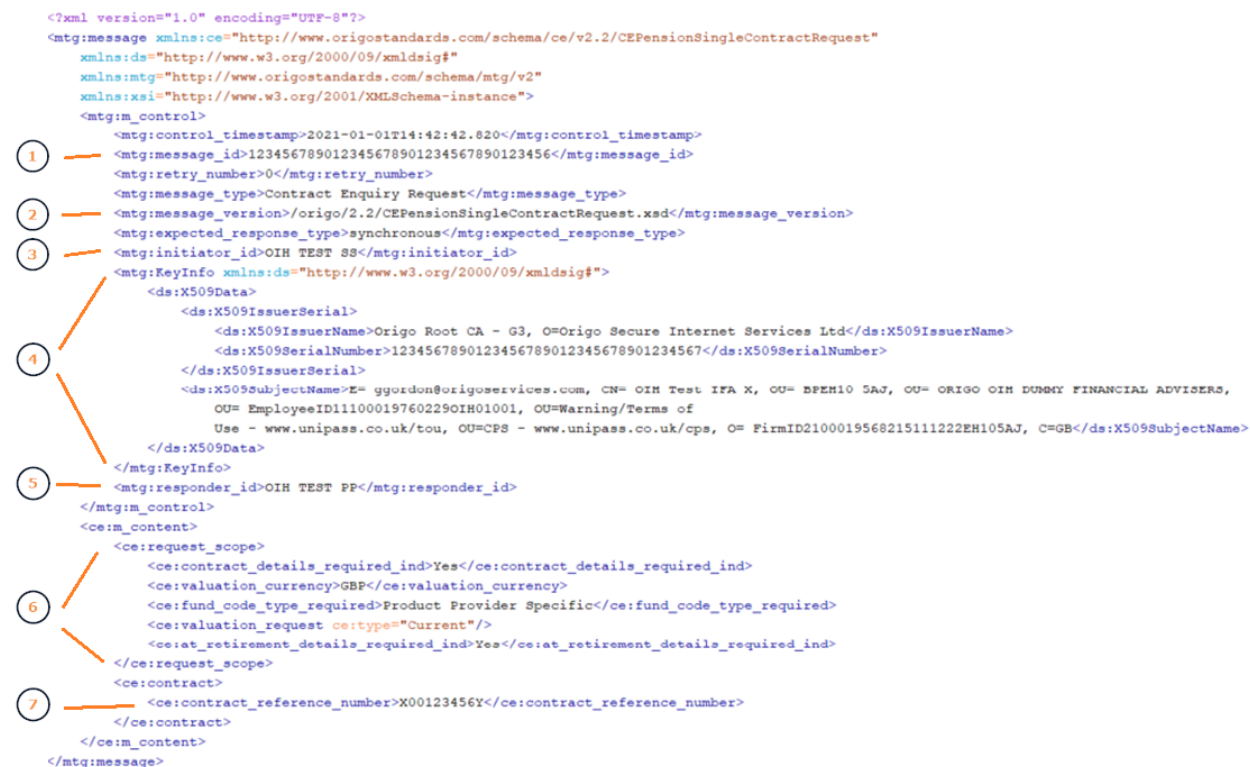 <?xml version="1.0" encoding="UTF-8"?>
<mtg:message xmlns:ce="http://www.origostandards.com/schema/ce/v2.2/CEPensionSingleContractRequest"
xmlns:ds="http://www.w3.org/2000/09/xmldsig#"
xmlns:mtg="http://www.origostandards.com/schema/mtg/v2"
xmlns:xsi="http://www.w3.org/2001/XMLSchema-instance">
<mtg:m_control>
<mtg:control_timestamp>2021-01-01T14:42:42.820</mtg:control_timestamp>
1 <mtg:message_id>123456789012345678901234567890123456</mtg:message_id>
<mtg:retry_number>0</mtg:retry_number>
<mtg:message_type>Contract Enquiry Request</mtg:message_type>
2 <mtg:message_version>/origo/2.2/CEPensionSingleContractRequest.xsd</mtg:message_version>
<mtg:expected_response_type>synchronous</mtg:expected_response_type>
3 <mtg:initiator_id>OIH TEST SS</mtg:initiator_id>
<mtg:KeyInfo xmlns:ds="http://www.w3.org/2000/09/xmldsig#">
<ds:X509Data>
<ds:X509IssuerSerial>
<ds:X509IssuerName>Origo Root CA - G3, O=Origo Secure Internet Services Ltd</ds:X509IssuerName>
4 <ds:X509SerialNumber>1234567890123456789012345678901234567</ds:X509SerialNumber>
</ds:X509IssuerSerial>
<ds:X509SubjectName>E= ggordon@origoservices.com, CN= OIH Test IFA X, OU= BPEH10 5AJ, OU= ORIGO OIH DUMMY FINANCIAL ADVISERS,
OU= EmployeeID11100019760229OIH01001, OU=Warning/Terms of
Use - www.unipass.co.uk/tou, OU=CPS - www.unipass.co.uk/cps, O= FirmID2100019568215111222EH105AJ, C=GB</ds:X509SubjectName>
</ds:X509Data>
</mtg:KeyInfo>
5 <mtg:responder_id>OIH TEST PP</mtg:responder_id>
</mtg:m_control>
<ce:m_content>
<ce:request_scope>
<ce:contract_details_required_ind>Yes</ce:contract_details_required_ind>
<ce:valuation_currency>GBP</ce:valuation_currency>
6 <ce:fund_code_type_required>Product Provider Specific</ce:fund_code_type_required>
<ce:valuation_request ce:type="Current"/>
<ce:at_retirement_details_required_ind>Yes</ce:at_retirement_details_required_ind>
</ce:request_scope>
<ce:contract>
7 <ce:contract_reference_number>X00123456Y</ce:contract_reference_number>
</ce:contract>
</ce:m_content>
</mtg:message>